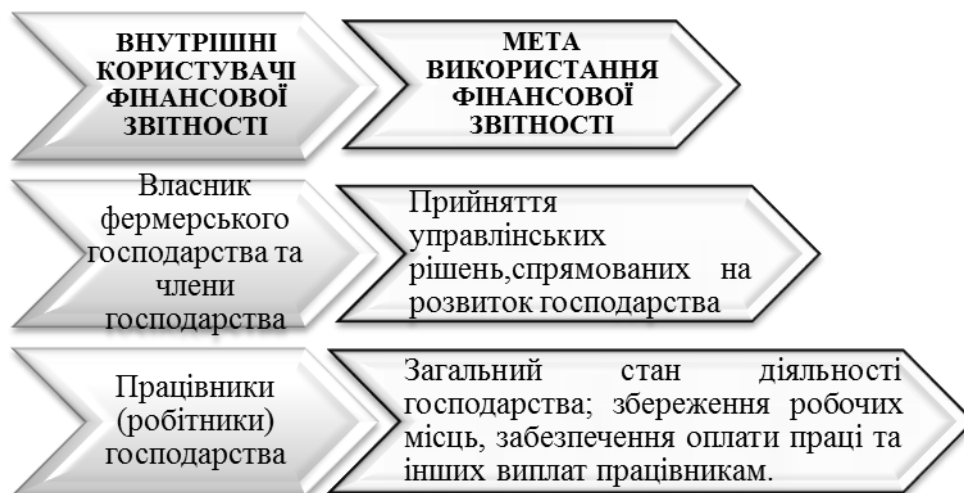 ВНУТРІШНІ
КОРИСТУВАЧІ
ФІНАНСОВОЇ
ЗВІТНОСТІ
МЕТА
ВИКОРИСТАННЯ
ФІНАНСОВОЇ
ЗВІТНОСТІ
Власник
фермерського
господарства та
члени
господарства
Прийняття
управлінських
рішень,спрямованих на
розвиток господарства
Працівники
(робітники)
господарства
Загальний стан діяльності
господарства; збереження робочих
місць, забезпечення оплати праці та
інших виплат працівникам.